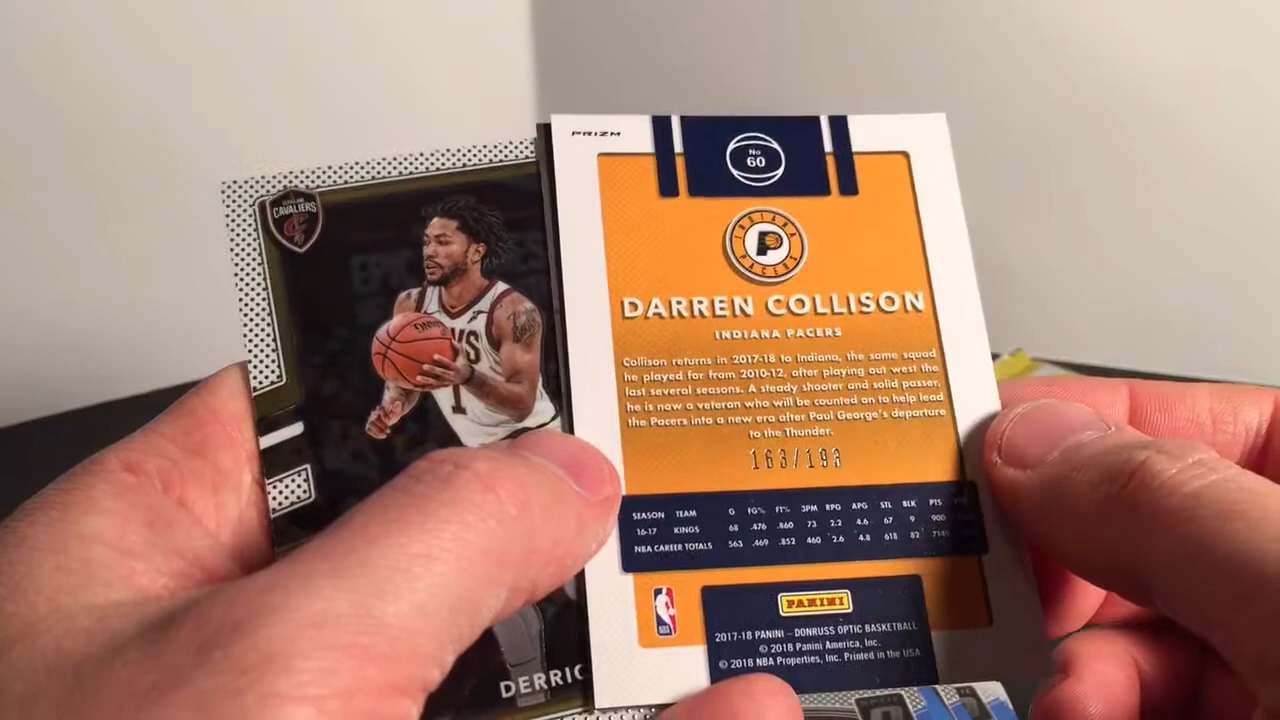 CAVALIERS
1
DERRIC
PRIZM
No
60
INDIANA
PACERS
DARREN COLLISON
INDIANA PACERS
Collison returns in 2017-18 to Indiana, the same squad
he played for from 2010-12, after playing out west the
last several seasons. A steady shooter and solid passer,
he is now a veteran who will be counted on to help lead
the Pacers into a new era after Paul George's departure
to the Thunder.
163/199
SEASON TEAM G FG% FT% 3PM RPG APG STL BLK PTS
16-17 KINGS 68 .476 .860 73 2.2 4.6 67 9 900
NBA CAREER TOTALS 563 .469 .852 460 2.6 4.8 618 82 7149
PANINI
2017-18 PANINI – DONRUSS OPTIC BASKETBALL
© 2018 Panini America, Inc.
© 2018 NBA Properties, Inc. Printed in the USA.